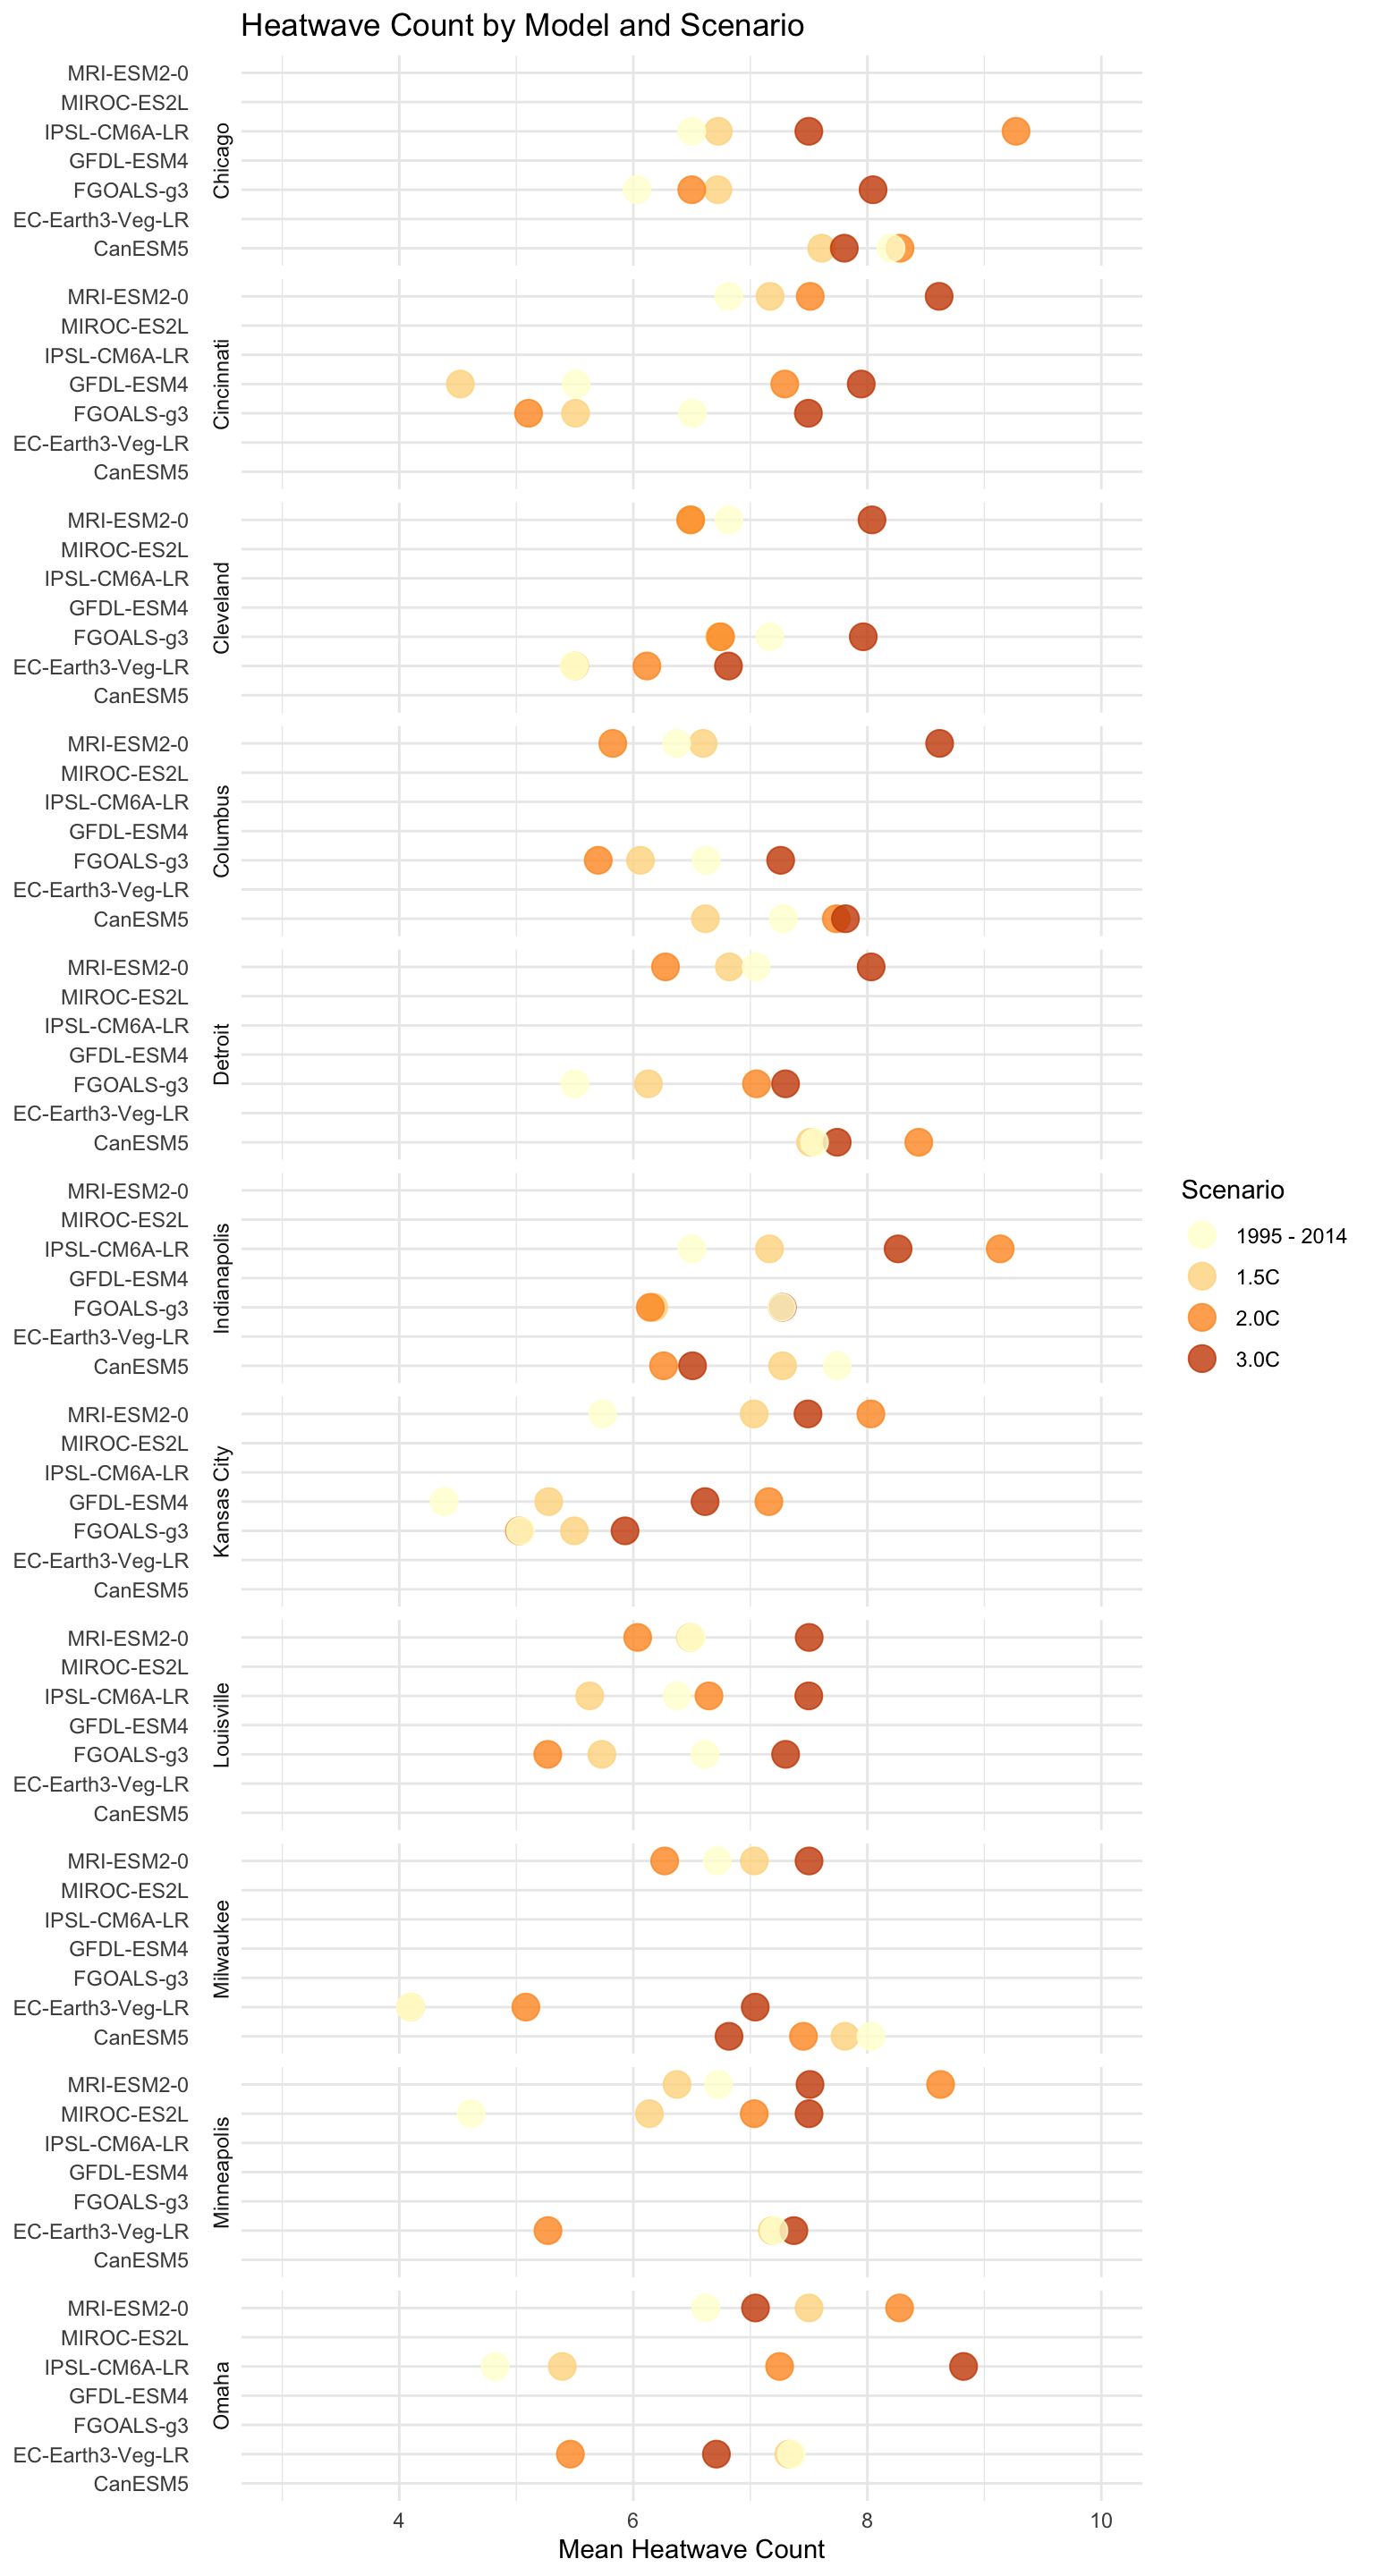 Heatwave Count by Model and Scenario
MRI-ESM2-0
MIROC-ES2L
IPSL-CM6A-LR
GFDL-ESM4
FGOALS-g3
EC-Earth3-Veg-LR
CanESM5
Chicago
MRI-ESM2-0
MIROC-ES2L
IPSL-CM6A-LR
GFDL-ESM4
FGOALS-g3
EC-Earth3-Veg-LR
CanESM5
Cincinnati
MRI-ESM2-0
MIROC-ES2L
IPSL-CM6A-LR
GFDL-ESM4
FGOALS-g3
EC-Earth3-Veg-LR
CanESM5
Cleveland
MRI-ESM2-0
MIROC-ES2L
IPSL-CM6A-LR
GFDL-ESM4
FGOALS-g3
EC-Earth3-Veg-LR
CanESM5
Columbus
MRI-ESM2-0
MIROC-ES2L
IPSL-CM6A-LR
GFDL-ESM4
FGOALS-g3
EC-Earth3-Veg-LR
CanESM5
Detroit
MRI-ESM2-0
MIROC-ES2L
IPSL-CM6A-LR
GFDL-ESM4
FGOALS-g3
EC-Earth3-Veg-LR
CanESM5
Indianapolis
MRI-ESM2-0
MIROC-ES2L
IPSL-CM6A-LR
GFDL-ESM4
FGOALS-g3
EC-Earth3-Veg-LR
CanESM5
Kansas City
MRI-ESM2-0
MIROC-ES2L
IPSL-CM6A-LR
GFDL-ESM4
FGOALS-g3
EC-Earth3-Veg-LR
CanESM5
Louisville
MRI-ESM2-0
MIROC-ES2L
IPSL-CM6A-LR
GFDL-ESM4
FGOALS-g3
EC-Earth3-Veg-LR
CanESM5
Milwaukee
MRI-ESM2-0
MIROC-ES2L
IPSL-CM6A-LR
GFDL-ESM4
FGOALS-g3
EC-Earth3-Veg-LR
CanESM5
Minneapolis
MRI-ESM2-0
MIROC-ES2L
IPSL-CM6A-LR
GFDL-ESM4
FGOALS-g3
EC-Earth3-Veg-LR
CanESM5
Omaha
4 6 8 10
Mean Heatwave Count
Scenario
1995 - 2014
1.5C
2.0C
3.0C